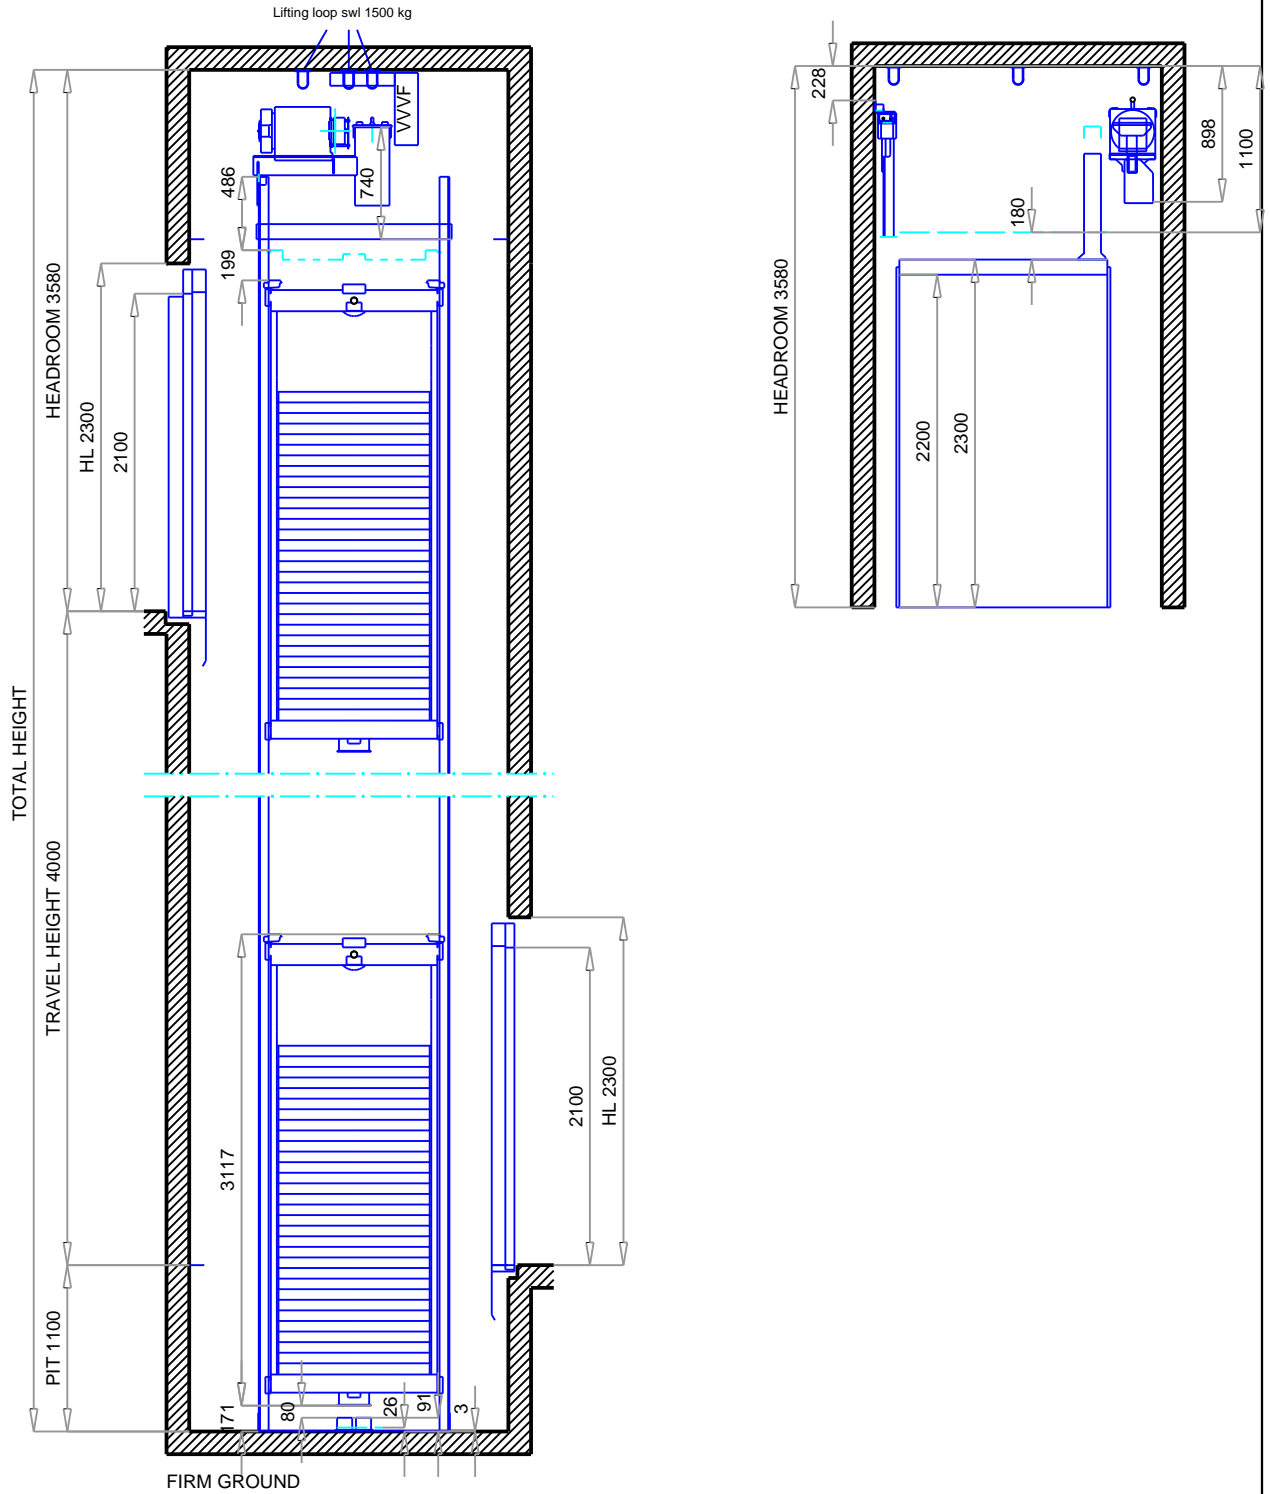 Lifting loop swl 1500 kg
VVVF
228
898
1100
486
740
180
199
HEADROOM 3580
HL 2300
2100
HEADROOM 3580
2200
2300
TOTAL HEIGHT
TRAVEL HEIGHT 4000
2100
HL 2300
3117
PIT 1100
171
80
26
91
3
FIRM GROUND